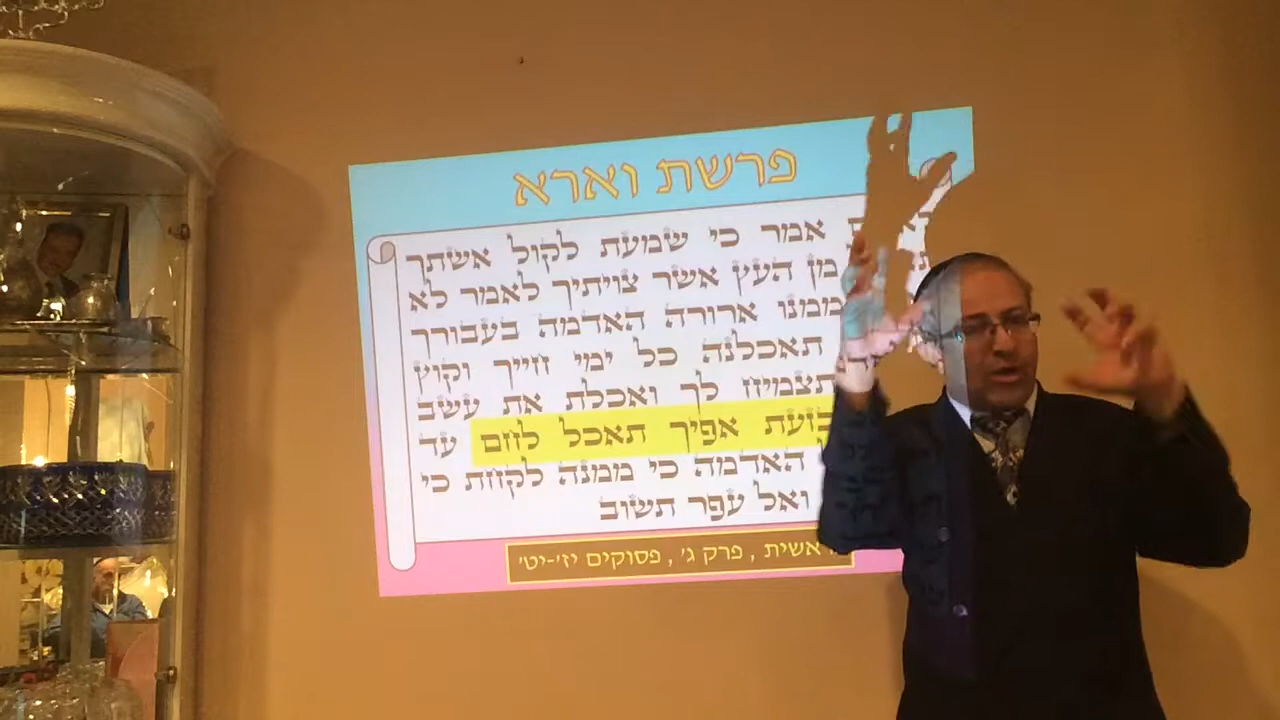 פרשת וארא
אמר כי שמעת לקול אשתך
מן העץ אשר צויתיך לאמר לא
ממנו ארורה האדמה בעבורך
תאכלנה כל ימי חייך וקוץ
תצמיח לך ואכלת את עשב
אפיך תאכל לחם עד
האדמה כי ממנה לקחת כי
ואל עפר תשוב
פרק ג', פסוקים יז'-יט'